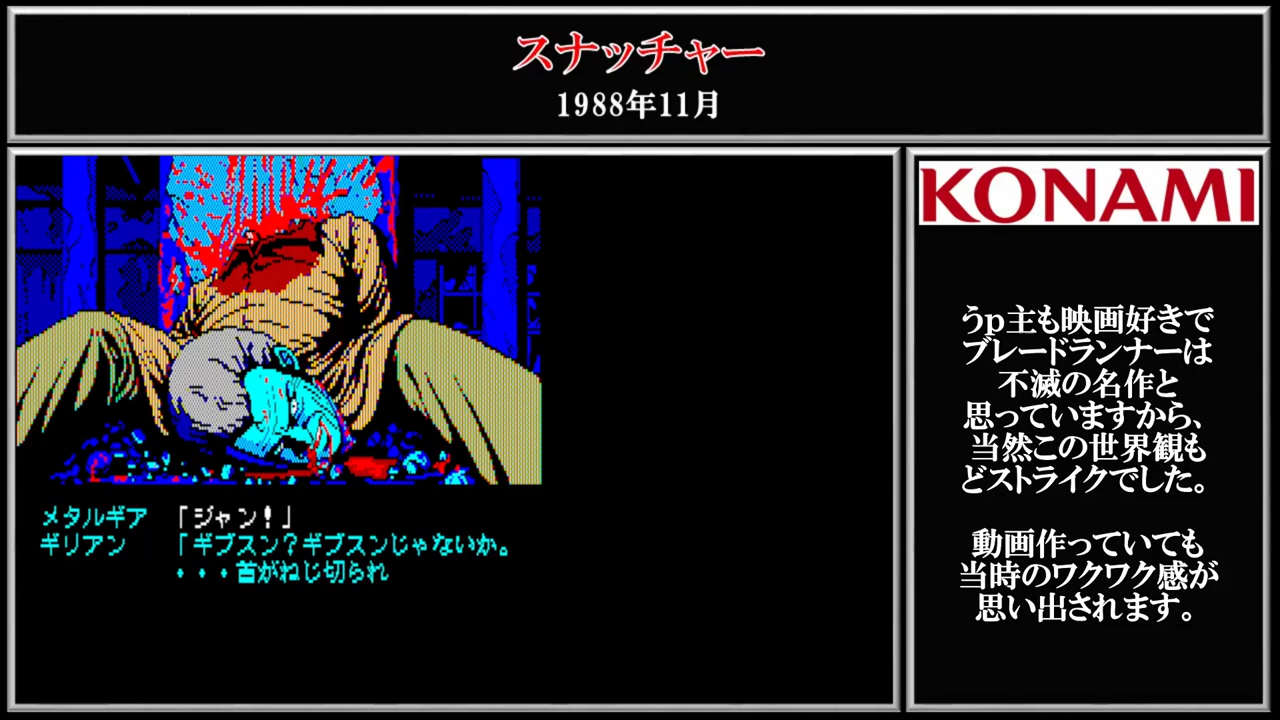 スナッチャー
1988年11月
メタルギア 「ジャン!」
ギリアン 「ギブスン?ギブスンじゃないか。
・・・首がねじ切られ
KONAMI
うp主も映画好きで
ブレードランナーは
不滅の名作と
思っていますから、
当然この世界観も
どストライクでした。
動画作っていても
当時のワクワク感が
思い出されます。